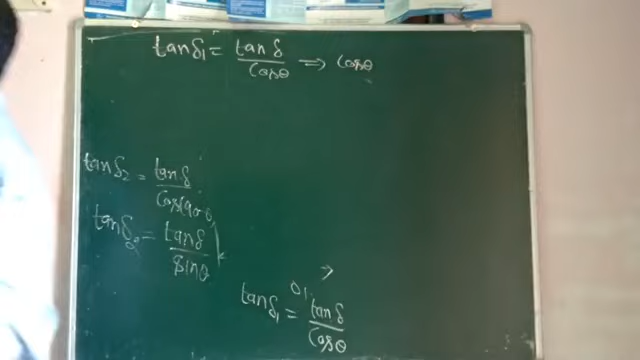 tanδ₁ = tanδ / Cosθ ⇒ Cosθ
tanδ₂ = tanδ / Cos(90-θ)
tanδ₂ = tanδ / Sinθ
tanδ₁ = tanδ / Cosθ